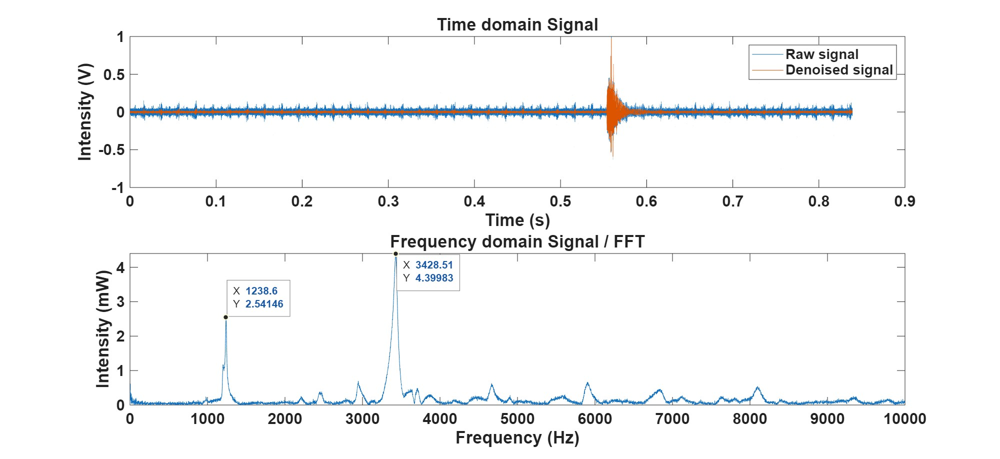 Time domain Signal
Intensity (V)
1
0.5
0
-0.5
-1
Raw signal
Denoised signal
0 0.1 0.2 0.3 0.4 0.5 0.6 0.7 0.8 0.9
Time (s)
Frequency domain Signal / FFT
Intensity (mW)
4
3
2
1
0
X 1238.6
Y 2.54146
X 3428.51
Y 4.39983
0 1000 2000 3000 4000 5000 6000 7000 8000 9000 10000
Frequency (Hz)